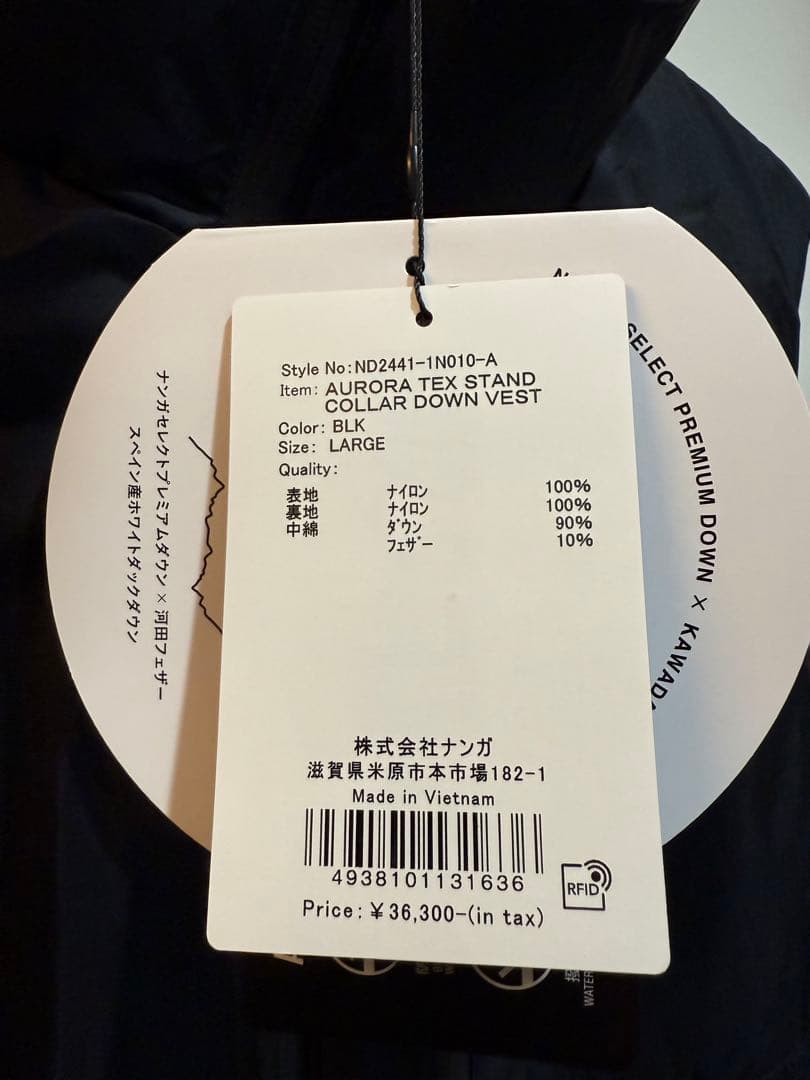 Style No:ND2441-1N010-A
Item: AURORA TEX STAND
COLLAR DOWN VEST
Color: BLK
Size: LARGE
Quality:
表地 ナイロン 100%
裏地 ナイロン 100%
中綿 ダウン 90%
フェザー 10%
株式会社ナンガ
滋賀県米原市本市場182-1
Made in Vietnam
4938101131636
RFID
Price: ¥36,300-(in tax)
ナンガセレクトプレミアムダウン × 河田フェザー
スペイン産ホワイトダックダウン
SELECT PREMIUM DOWN × KAWADA